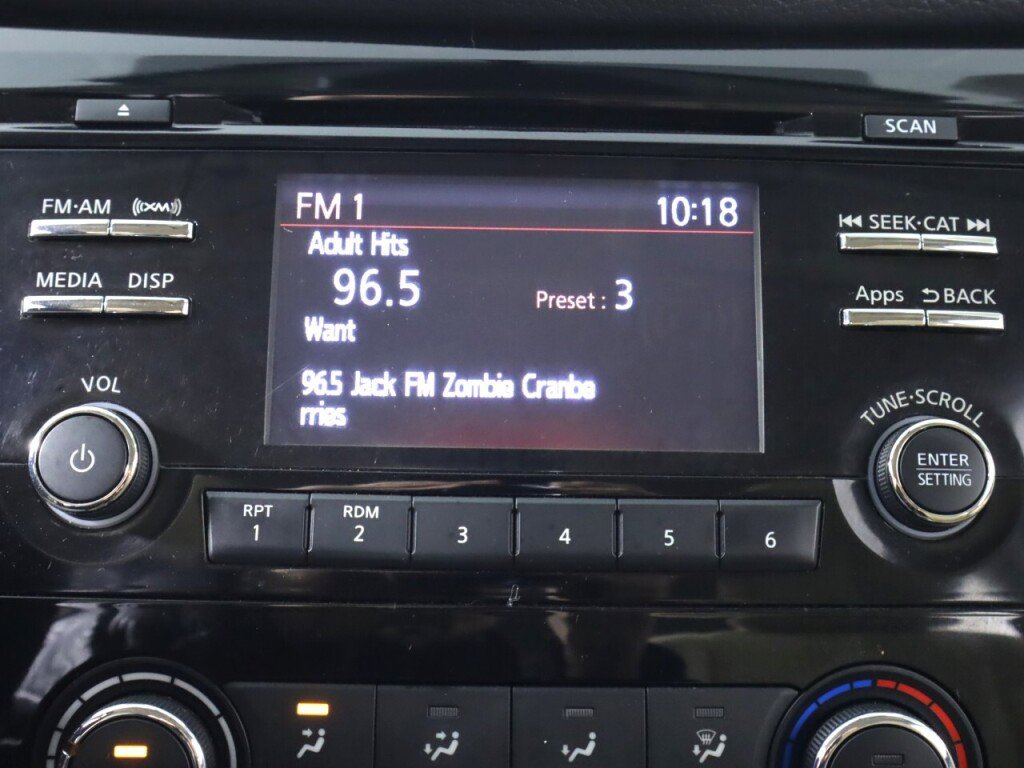 SCAN
FM·AM
XM
SEEK·CAT
MEDIA
DISP
Apps
BACK
FM 1
10:18
Adult Hits
96.5
Preset : 3
Want
96.5 Jack FM Zombie Cranbe
rries
VOL
TUNE·SCROLL
ENTER
SETTING
RPT
1
RDM
2
3
4
5
6